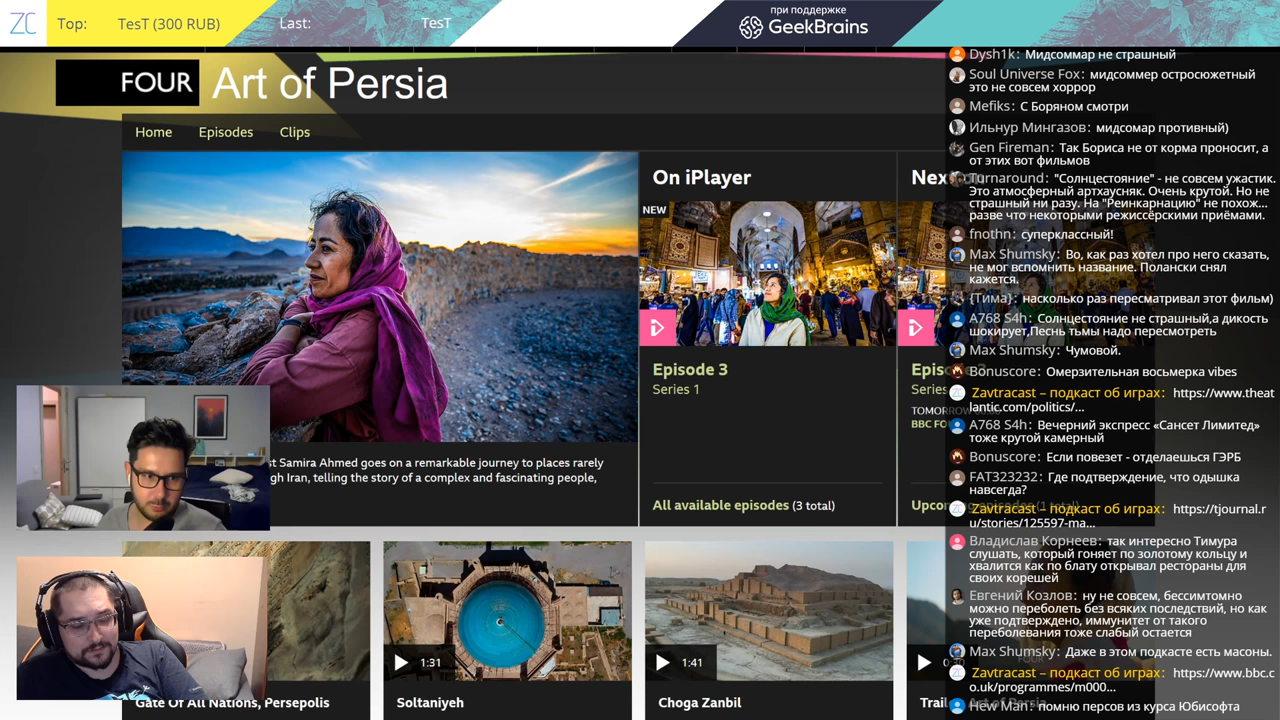 ZC
Top: TesT (300 RUB)
Last: TesT
при поддержке
GeekBrains
FOUR Art of Persia
Home Episodes Clips
On iPlayer
NEW
Episode 3
Series 1
All available episodes (3 total)
Samira Ahmed goes on a remarkable journey to places rarely
Iran, telling the story of a complex and fascinating people,
TOMORROW
BBC FO
1:31
1:41
Gate Of All Nations, Persepolis
Soltaniyeh
Choga Zanbil
Dysh1k: Мидсоммар не страшный
Soul Universe Fox: мидсоммер остросюжетный
это не совсем хоррор
Mefiks: С Боряном смотри
Ильнур Мингазов: мидсомар противный)
Gen Fireman: Так Бориса не от корма проносит, а
от этих вот фильмов
Turnaround: "Солнцестояние" - не совсем ужастик.
Это атмосферный артхаусняк. Очень крутой. Но не
страшный ни разу. На "Реинкарнацию" не похож...
разве что некоторыми режиссёрскими приёмами.
fnothn: суперклассный!
Max Shumsky: Во, как раз хотел про него сказать,
не мог вспомнить название. Полански снял
кажется.
{Тима}: насколько раз пересматривал этот фильм)
A768 S4h: Солнцестояние не страшный,а дикость
шокирует,Песнь тьмы надо пересмотреть
Max Shumsky: Чумовой.
Bonuscore: Омерзительная восьмерка vibes
Zavtracast – подкаст об играх: https://www.theat
lantic.com/politics/...
A768 S4h: Вечерний экспресс «Сансет Лимитед»
тоже крутой камерный
Bonuscore: Если повезет - отделаешься ГЭРБ
FAT323232: Где подтверждение, что одышка
навсегда?
Zavtracast – подкаст об играх: https://tjournal.r
u/stories/125597-ma...
Владислав Корнеев: так интересно Тимура
слушать, который гоняет по золотому кольцу и
хвалится как по блату открывал рестораны для
своих корешей
Евгений Козлов: ну не совсем, бессимтомно
можно переболеть без всяких последствий, но как
уже подтверждено, иммунитет от такого
переболевания тоже слабый остается
Max Shumsky: Даже в этом подкасте есть масоны.
Zavtracast – подкаст об играх: https://www.bbc.c
o.uk/programmes/m000...
New Man: помню персов из курса Юбисофта